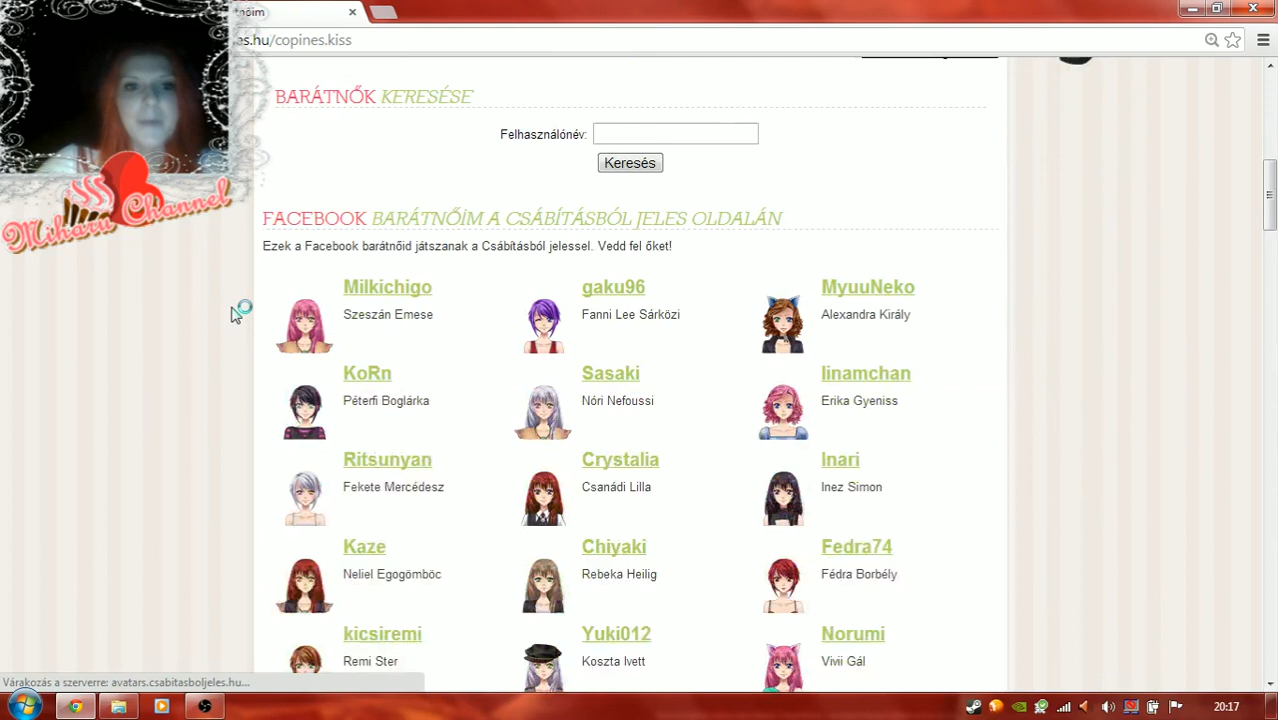 nőim
es.hu/copines.kiss
BARÁTNŐK KERESÉSE
Felhasználónév:
Keresés
Miharu Channel
FACEBOOK BARÁTNŐIM A CSÁBÍTÁSBÓL JELES OLDALÁN
Ezek a Facebook barátnőid játszanak a Csábításból jelessel. Vedd fel őket!
Milkichigo gaku96 MyuuNeko
Szeszán Emese Fanni Lee Sárközi Alexandra Király
KoRn Sasaki linamchan
Péterfi Boglárka Nóri Nefoussi Erika Gyeniss
Ritsunyan Crystalia Inari
Fekete Mercédesz Csanádi Lilla Inez Simon
Kaze Chiyaki Fedra74
Neliel Egogömböc Rebeka Heilig Fédra Borbély
kicsiremi Yuki012 Norumi
Remi Ster Koszta Ivett Vivii Gál
Várakozás a szerverre: avatars.csabitasboljeles.hu...
20:17